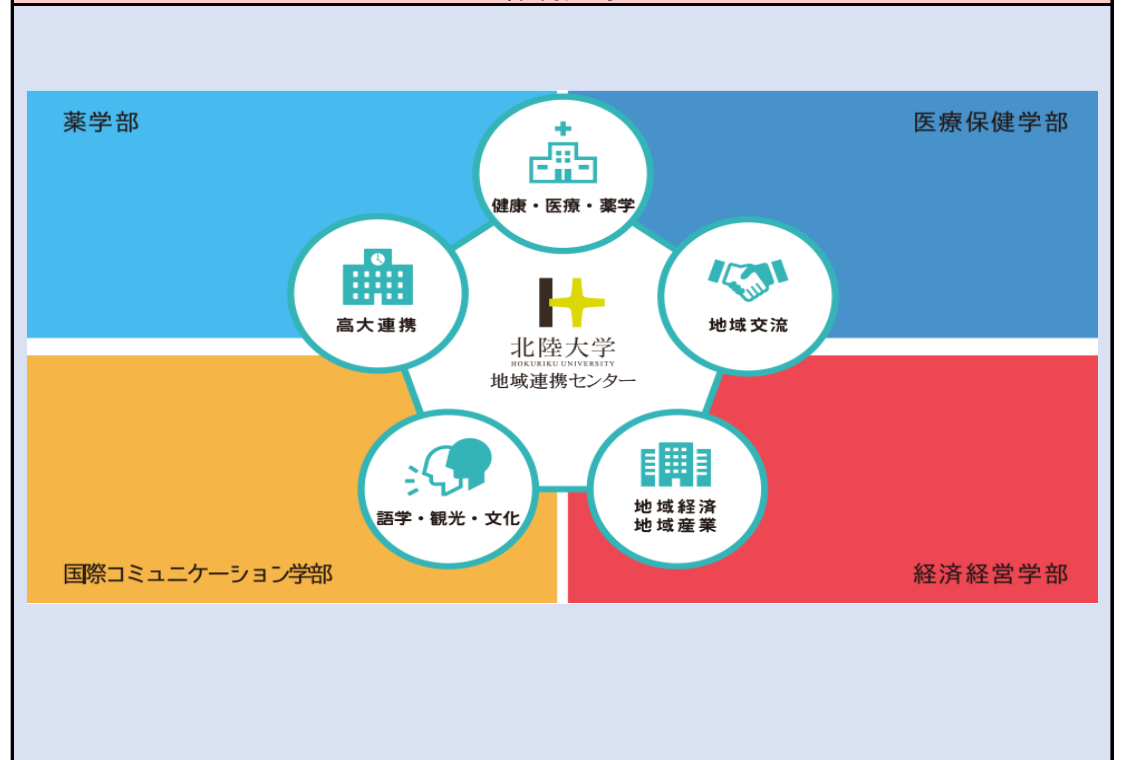 薬学部
医療保健学部
健康・医療・薬学
高大連携
地域交流
北陸大学
HOKURIKU UNIVERSITY
地域連携センター
語学・観光・文化
地域経済
地域産業
国際コミュニケーション学部
経済経営学部